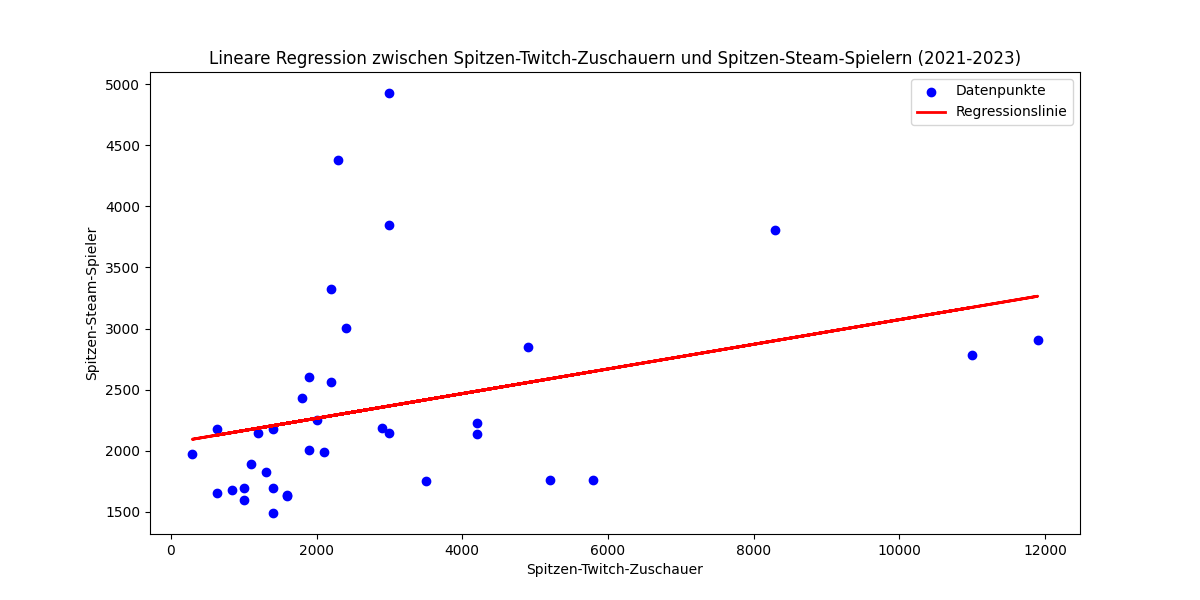 Lineare Regression zwischen Spitzen-Twitch-Zuschauern und Spitzen-Steam-Spielern (2021-2023)
Datenpunkte
Regressionslinie
Spitzen-Steam-Spieler
5000
4500
4000
3500
3000
2500
2000
1500
0 2000 4000 6000 8000 10000 12000
Spitzen-Twitch-Zuschauer